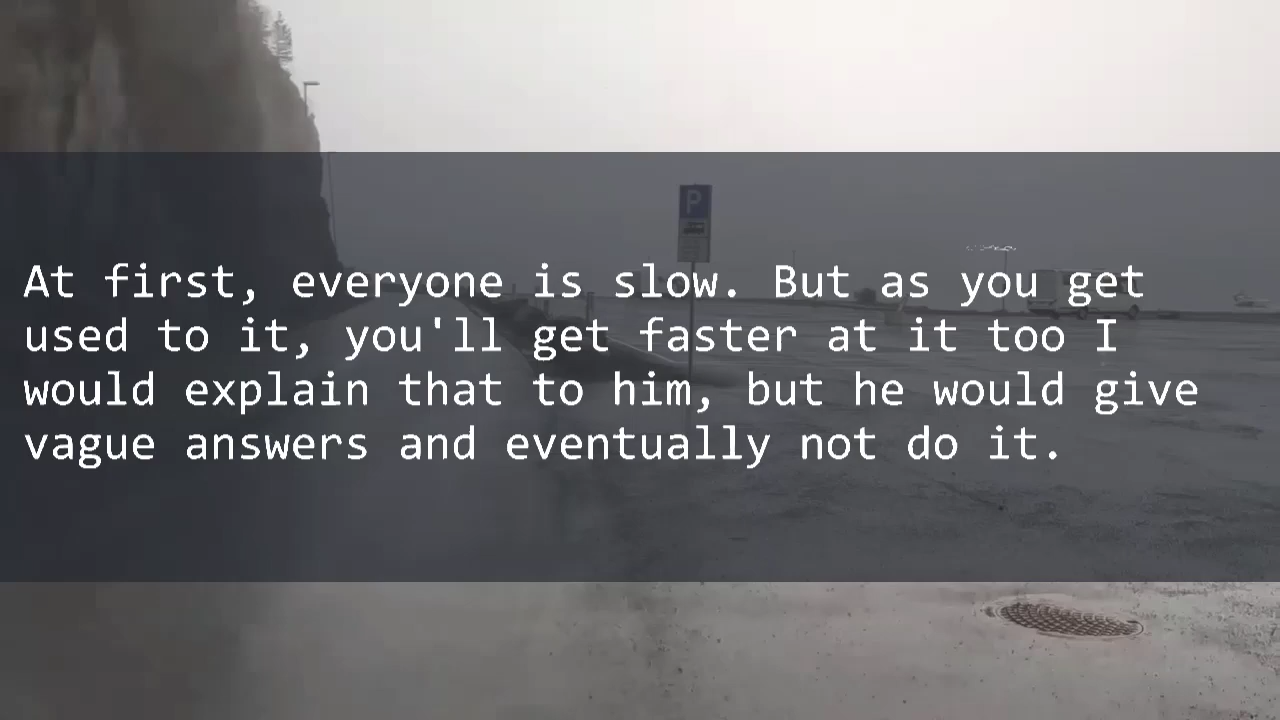 P
At first, everyone is slow. But as you get
used to it, you'll get faster at it too I
would explain that to him, but he would give
vague answers and eventually not do it.